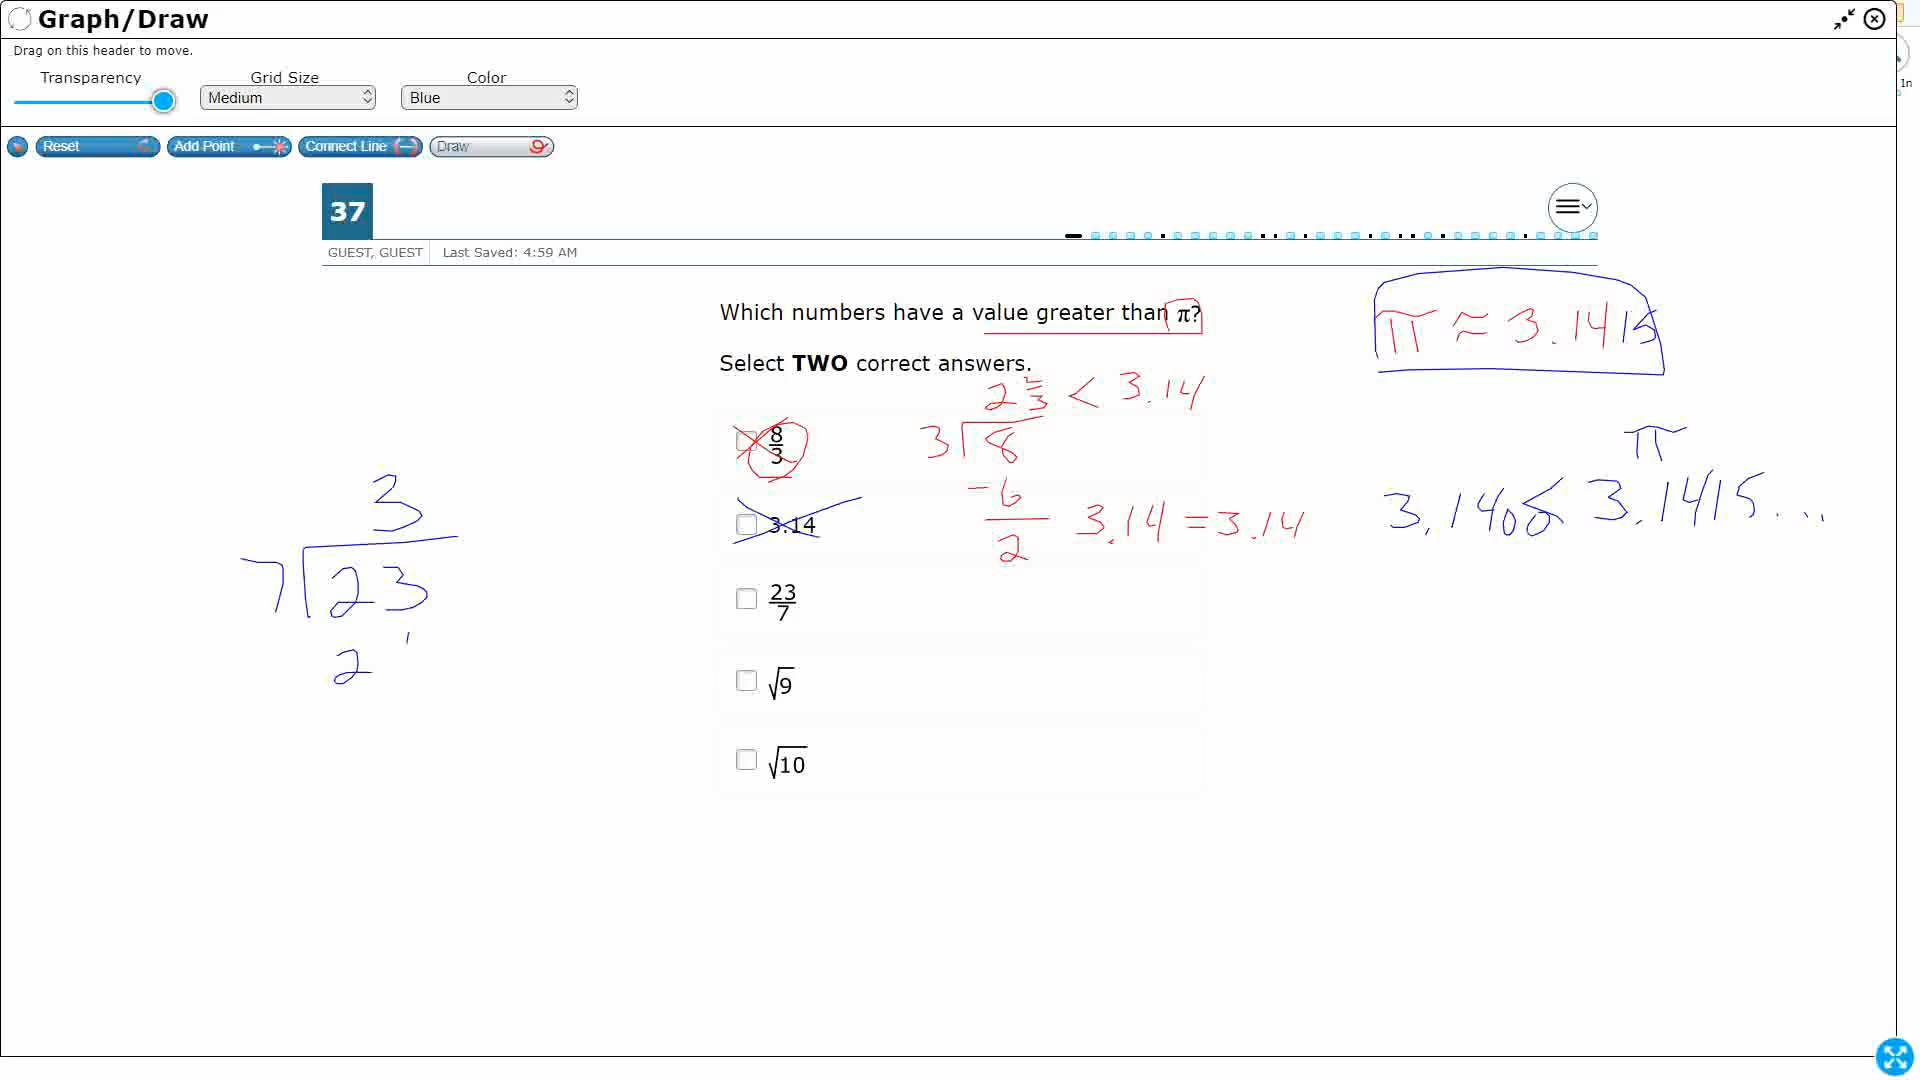 Graph/Draw
Drag on this header to move.
Transparency Grid Size Color
Medium Blue
Reset Add Point Connect Line Draw
37
GUEST, GUEST Last Saved: 4:59 AM
Which numbers have a value greater than π?
π ≈ 3.1415
Select TWO correct answers.
2 2/3 < 3.14
8/3
3 8
- 6
2
π
3.14
3.14 = 3.14
3.1400 < 3.1415...
3
7 23
21
23/7
√9
√10